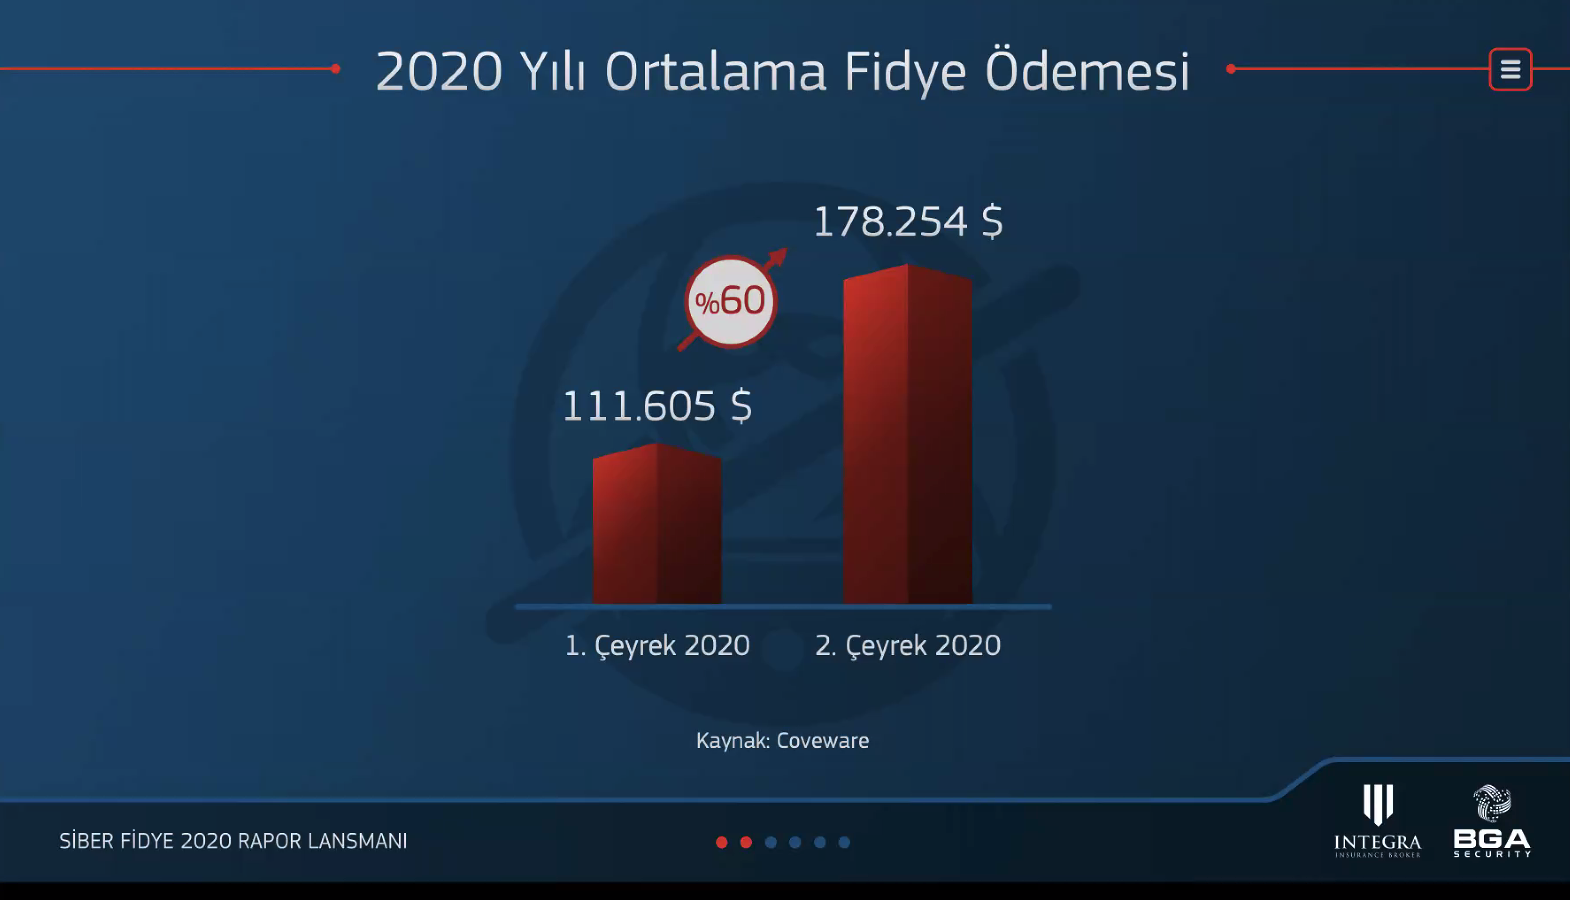 2020 Yılı Ortalama Fidye Ödemesi
178.254 $
%60
111.605 $
1. Çeyrek 2020
2. Çeyrek 2020
Kaynak: Coveware
SİBER FİDYE 2020 RAPOR LANSMANI
INTEGRA
INSURANCE BROKER
BGA
SECURITY